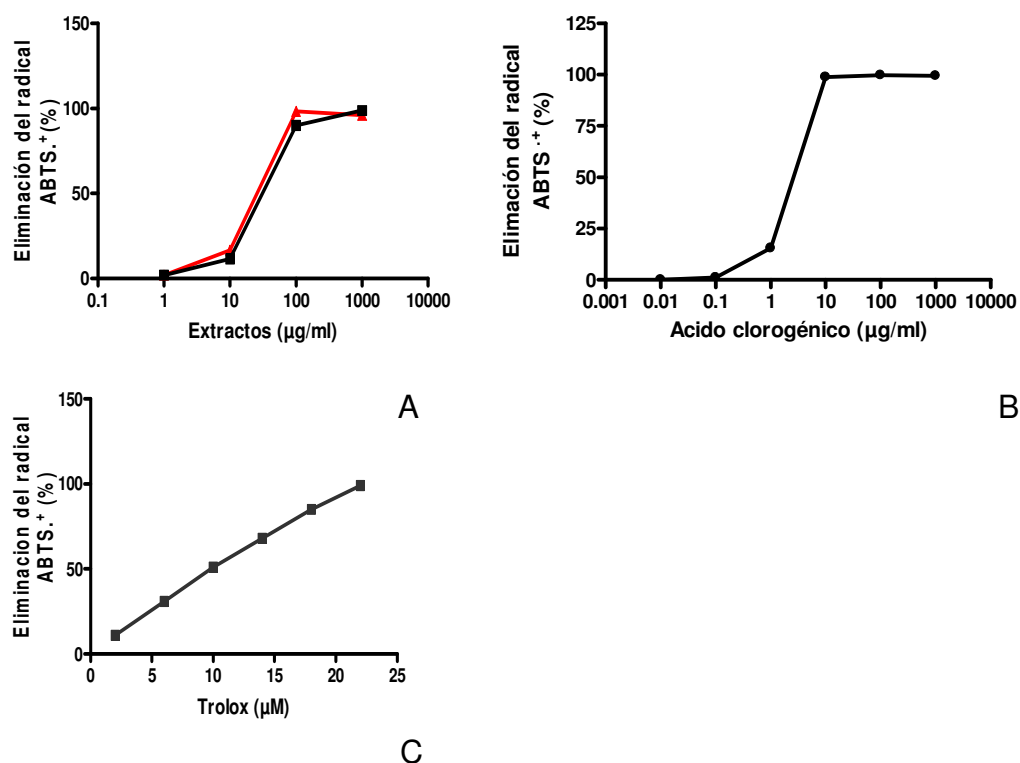 Eliminación del radical
ABTS.+ (%)
150
100
50
0
0.1 1 10 100 1000 10000
Extractos (µg/ml)
A
Elimación del radical
ABTS ·+ (%)
125
100
75
50
25
0
0.001 0.01 0.1 1 10 100 1000 10000
Acido clorogénico (µg/ml)
B
Eliminacion del radical
ABTS.+ (%)
150
100
50
0
0 5 10 15 20 25
Trolox (µM)
C